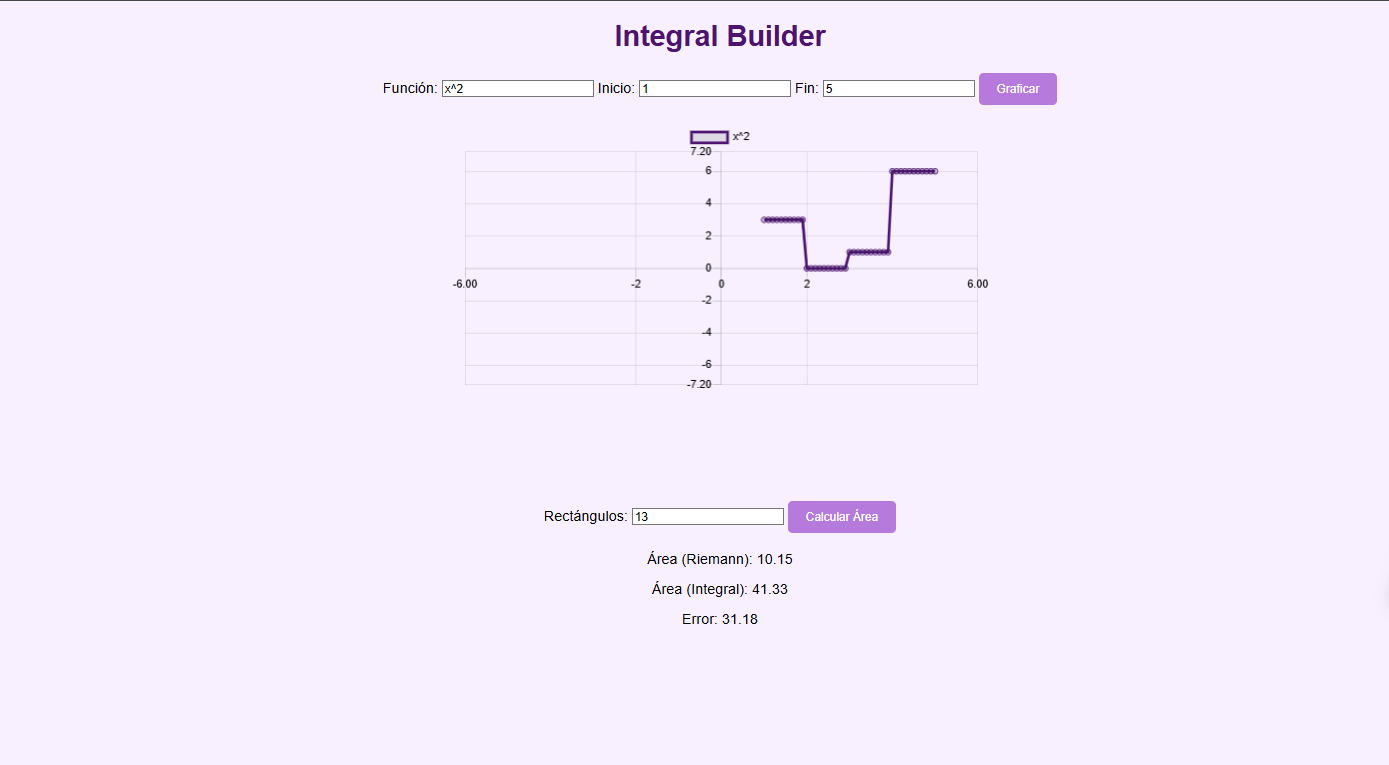 Integral Builder
Función: x^2 Inicio: 1 Fin: 5 Graficar
x^2
7.20
6
4
2
0
-6.00 -2 0 2 6.00
-2
-4
-6
-7.20
Rectángulos: 13 Calcular Área
Área (Riemann): 10.15
Área (Integral): 41.33
Error: 31.18